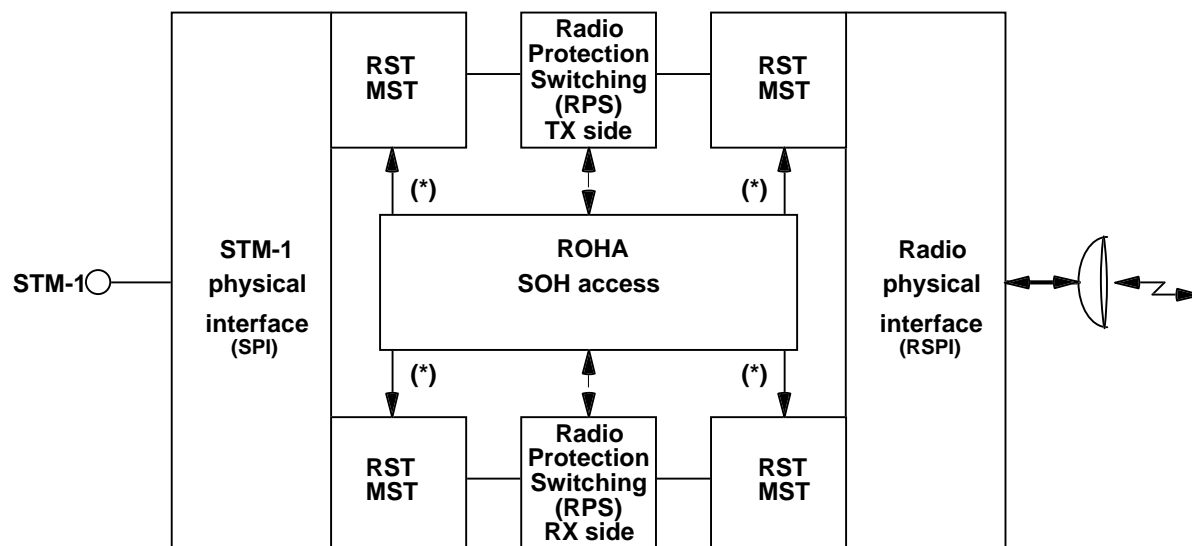 RST
MST
Radio
Protection
Switching
(RPS)
TX side
RST
MST
(*)
(*)
STM-1
STM-1
physical
interface
(SPI)
ROHA
SOH access
Radio
physical
interface
(RSPI)
(*)
(*)
RST
MST
Radio
Protection
Switching
(RPS)
RX side
RST
MST